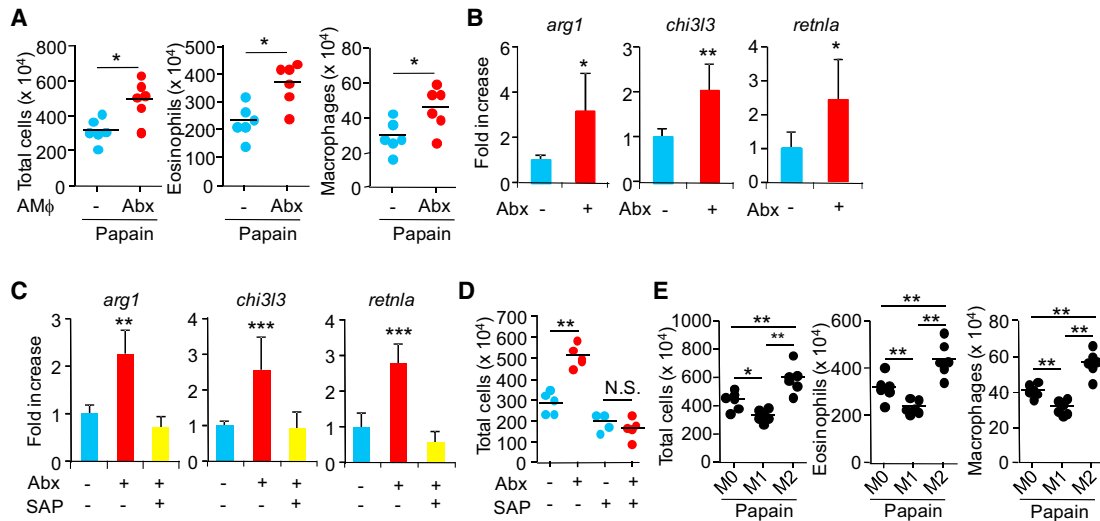 A
Total cells (x 10⁴)
800
600
400
200
0
*
Eosinophils (x 10⁴)
500
400
300
200
100
0
*
Macrophages (x 10⁴)
80
60
40
20
0
*
AMϕ - Abx - Abx - Abx
Papain Papain Papain
B
arg1 chi3l3 retnla
Fold increase
6
4
2
0
*
3
2
1
0
**
4
3
2
1
0
*
Abx - + Abx - + Abx - +
C
arg1 chi3l3 retnla
Fold increase
3
2
1
0
**
4
3
2
1
0
***
4
3
2
1
0
***
Abx - + + - + + - + +
SAP - - + - - + - - +
D
Total cells (x 10⁴)
700
600
500
400
300
200
100
0
**
N.S.
- + - +
- - + +
E
Total cells (x 10⁴)
1000
800
600
400
200
0
**
**
*
M0 M1 M2
Papain
Eosinophils (x 10⁴)
600
400
200
0
**
**
**
M0 M1 M2
Papain
Macrophages (x 10⁴)
80
60
40
20
0
**
**
**
M0 M1 M2
Papain